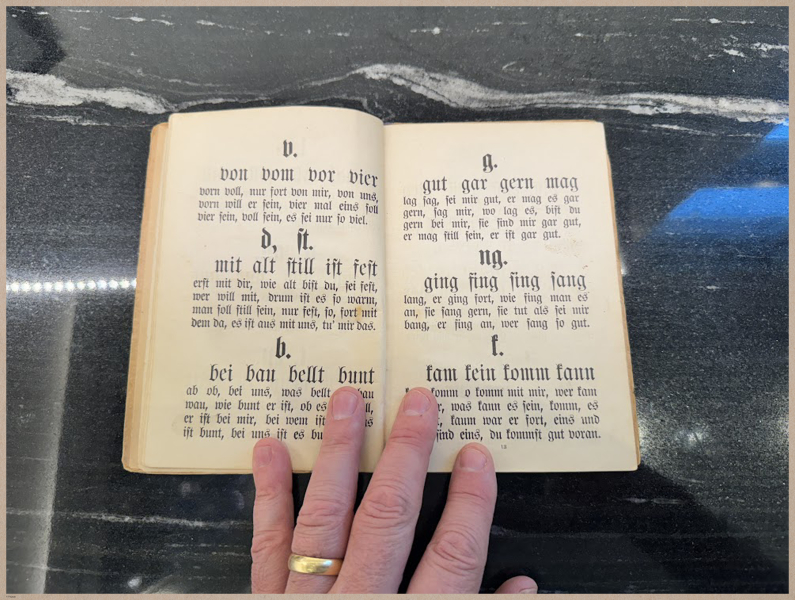 v.
von vom vor vier
vorn voll, nur fort von mir, von uns,
vorn will er sein, vier mal eins soll
vier sein, voll sein, es sei nur so viel.
d, st.
mit alt still ist fest
erst mit dir, wie alt bist du, sei fest,
wer will mit, drum ist es so warm,
man soll still sein, nur fest, so, fort mit
dem da, es ist aus mit uns, tu' mir das.
b.
bei bau bellt bunt
ab ob, bei uns, was bellt
wau, wie bunt er ist, ob es
er ist bei mir, bei wem ist
ist bunt, bei uns ist es
g.
gut gar gern mag
lag sag, sei mir gut, er mag es gar
gern, sag mir, wo lag es, bist du
gern bei mir, sie sind mir gar gut,
er mag still sein, er ist gar gut.
ng.
ging sing sing sang
lang, er ging fort, wie sing man es
an, sie sang gern, sie tut als sei mir
bang, er sing an, wer sang so gut.
k.
kam kein komm kann
komm o komm mit mir, wer kam
was kann es sein, komm, es
kaum war er fort, eins und
sind eins, du kommst gut voran.